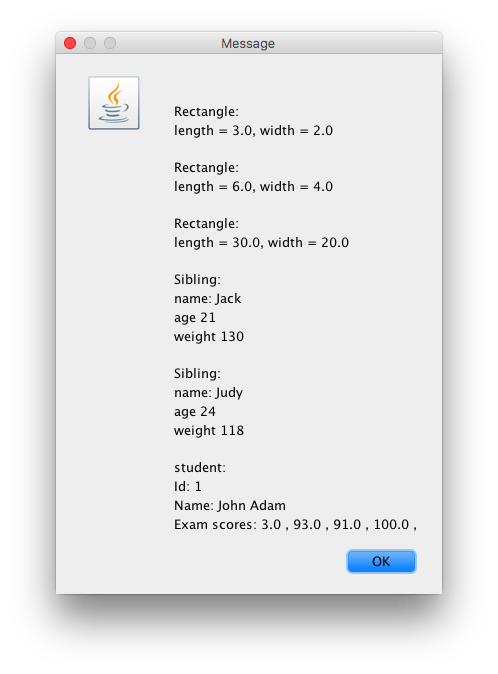 Message
Rectangle:
length = 3.0, width = 2.0
Rectangle:
length = 6.0, width = 4.0
Rectangle:
length = 30.0, width = 20.0
Sibling:
name: Jack
age 21
weight 130
Sibling:
name: Judy
age 24
weight 118
student:
Id: 1
Name: John Adam
Exam scores: 3.0 , 93.0 , 91.0 , 100.0 ,
OK